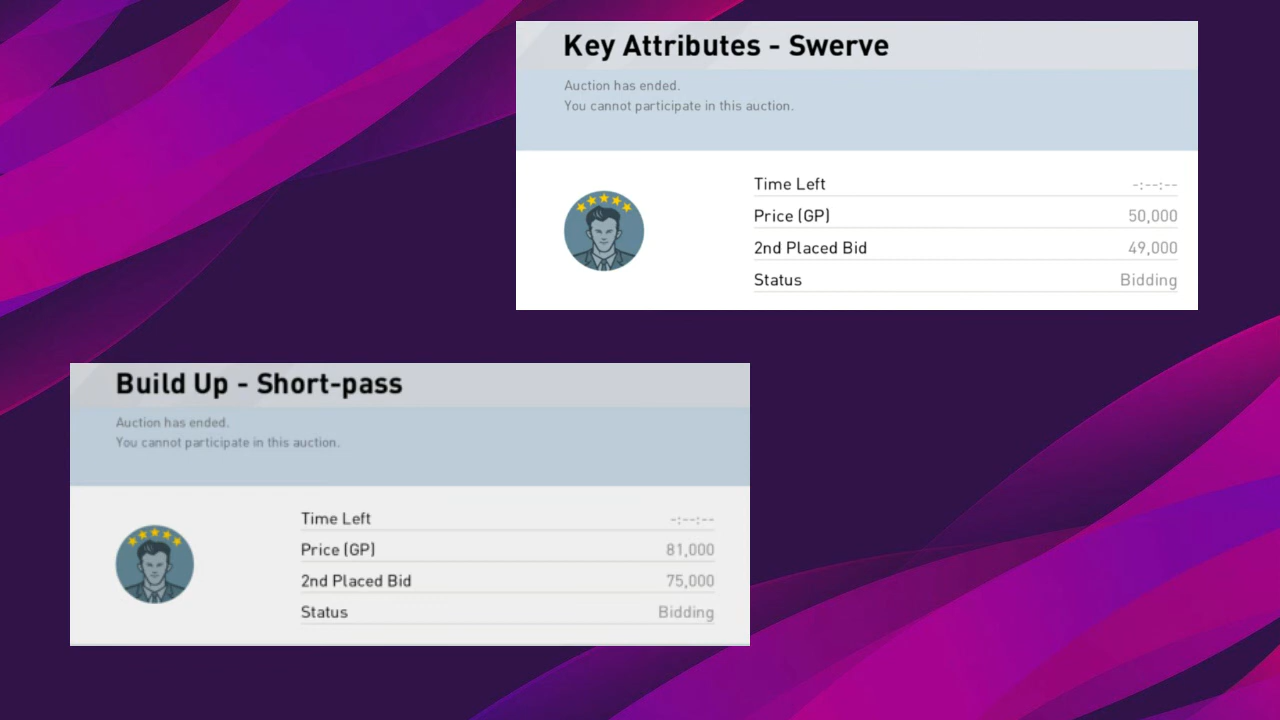 Key Attributes - Swerve
Auction has ended.
You cannot participate in this auction.
Time Left -:--:--
Price (GP) 50,000
2nd Placed Bid 49,000
Status Bidding
Build Up - Short-pass
Auction has ended.
You cannot participate in this auction.
Time Left -:--:--
Price (GP) 81,000
2nd Placed Bid 75,000
Status Bidding